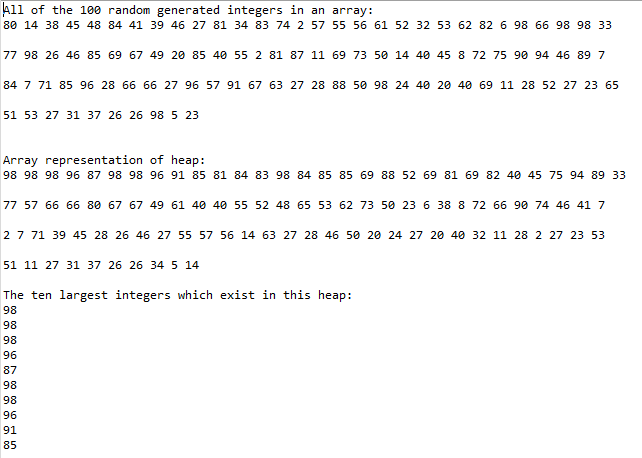 All of the 100 random generated integers in an array:
80 14 38 45 48 84 41 39 46 27 81 34 83 74 2 57 55 56 61 52 32 53 62 82 6 98 66 98 98 33
77 98 26 46 85 69 67 49 20 85 40 55 2 81 87 11 69 73 50 14 40 45 8 72 75 90 94 46 89 7
84 7 71 85 96 28 66 66 27 96 57 91 67 63 27 28 88 50 98 24 40 20 40 69 11 28 52 27 23 65
51 53 27 31 37 26 26 98 5 23
Array representation of heap:
98 98 98 96 87 98 98 96 91 85 81 84 83 98 84 85 85 69 88 52 69 81 69 82 40 45 75 94 89 33
77 57 66 66 80 67 67 49 61 40 40 55 52 48 65 53 62 73 50 23 6 38 8 72 66 90 74 46 41 7
2 7 71 39 45 28 26 46 27 55 57 56 14 63 27 28 46 50 20 24 27 20 40 32 11 28 2 27 23 53
51 11 27 31 37 26 26 34 5 14
The ten largest integers which exist in this heap:
98
98
98
96
87
98
98
96
91
85